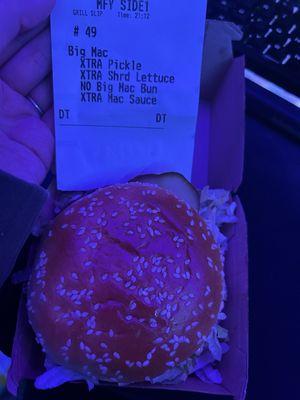 MFY SIDE1
GRILL SLIP Time: 21:12
# 49
Big Mac
XTRA Pickle
XTRA Shrd Lettuce
NO Big Mac Bun
XTRA Mac Sauce
DT DT